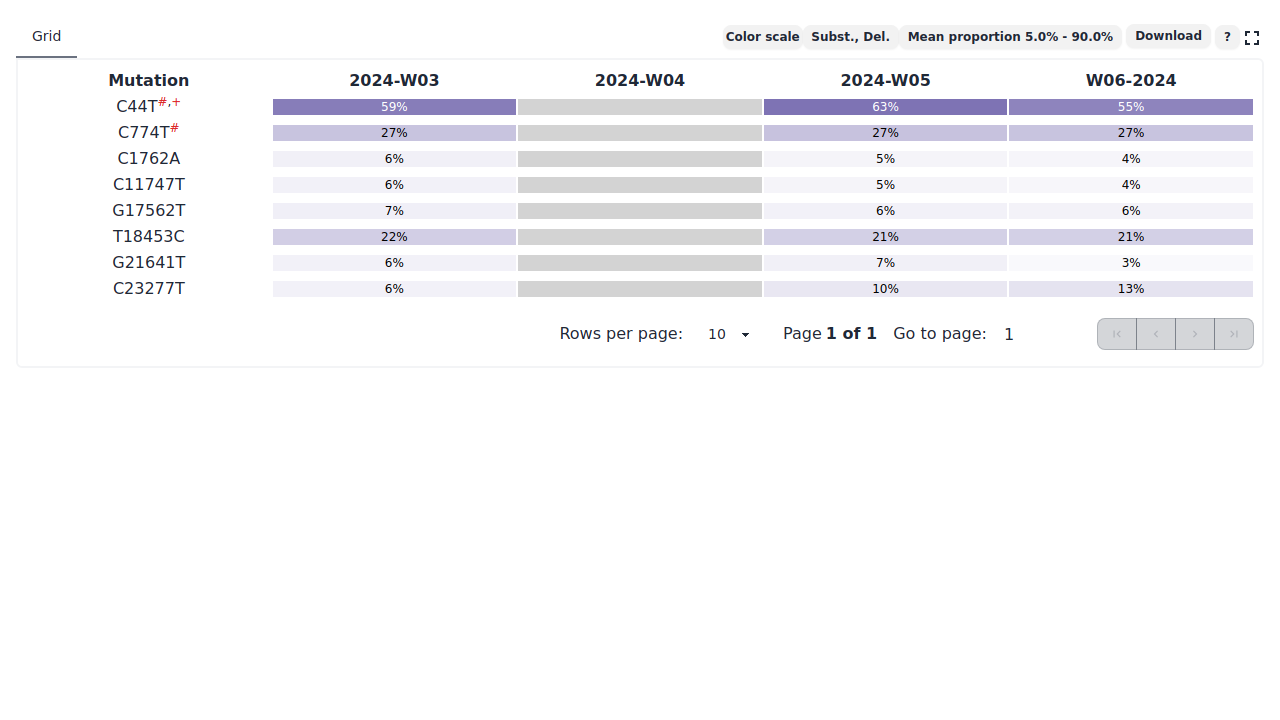 Grid
Color scale Subst., Del. Mean proportion 5.0% - 90.0% Download ?
Mutation 2024-W03 2024-W04 2024-W05 W06-2024
C44T#,+ 59% 63% 55%
C774T# 27% 27% 27%
C1762A 6% 5% 4%
C11747T 6% 5% 4%
G17562T 7% 6% 6%
T18453C 22% 21% 21%
G21641T 6% 7% 3%
C23277T 6% 10% 13%
Rows per page: 10 Page 1 of 1 Go to page: 1